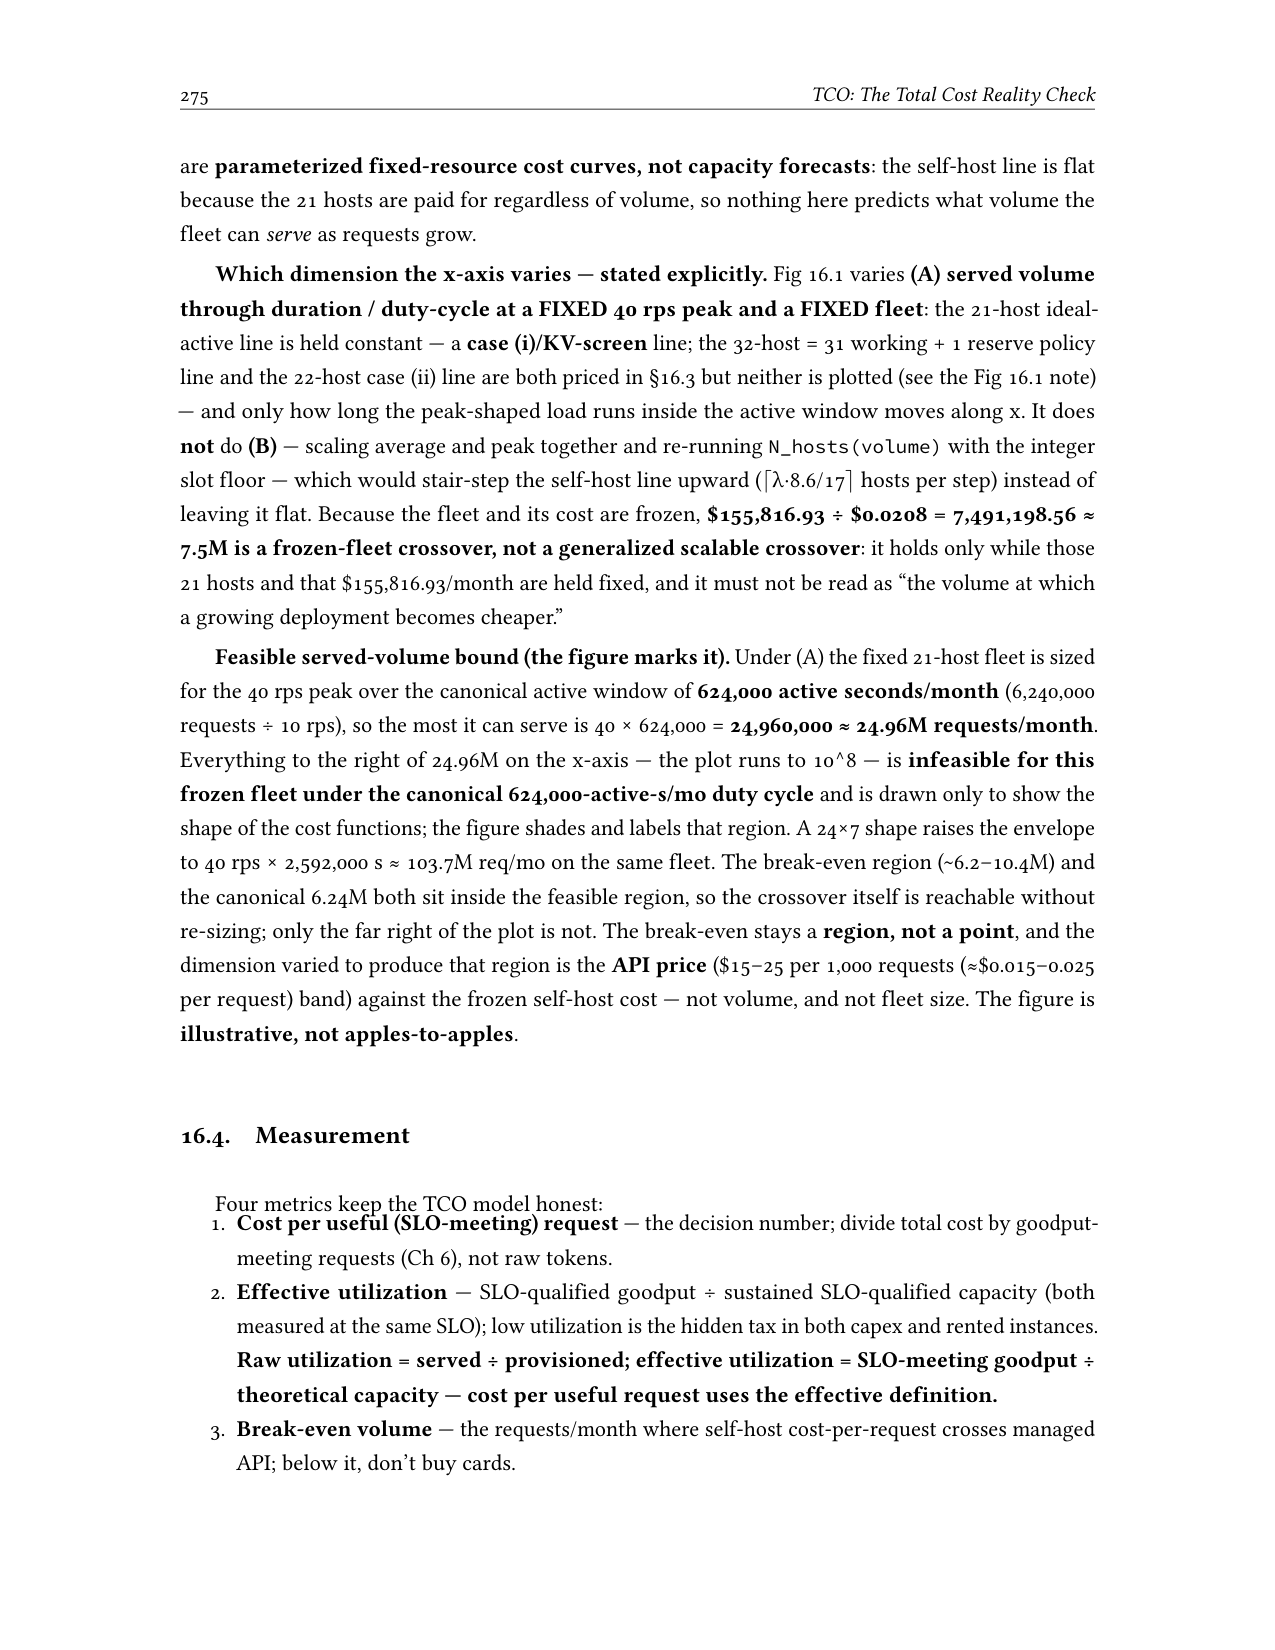 275
TCO: The Total Cost Reality Check
are parameterized fixed-resource cost curves, not capacity forecasts: the self-host line is flat
because the 21 hosts are paid for regardless of volume, so nothing here predicts what volume the
fleet can serve as requests grow.
Which dimension the x-axis varies — stated explicitly. Fig 16.1 varies (A) served volume
through duration / duty-cycle at a FIXED 40 rps peak and a FIXED fleet: the 21-host ideal-
active line is held constant — a case (i)/KV-screen line; the 32-host = 31 working + 1 reserve policy
line and the 22-host case (ii) line are both priced in §16.3 but neither is plotted (see the Fig 16.1 note)
— and only how long the peak-shaped load runs inside the active window moves along x. It does
not do (B) — scaling average and peak together and re-running N_hosts(volume) with the integer
slot floor — which would stair-step the self-host line upward (⌈λ·8.6/17⌉ hosts per step) instead of
leaving it flat. Because the fleet and its cost are frozen, $155,816.93 ÷ $0.0208 = 7,491,198.56 ≈
7.5M is a frozen-fleet crossover, not a generalized scalable crossover: it holds only while those
21 hosts and that $155,816.93/month are held fixed, and it must not be read as “the volume at which
a growing deployment becomes cheaper.”
Feasible served-volume bound (the figure marks it). Under (A) the fixed 21-host fleet is sized
for the 40 rps peak over the canonical active window of 624,000 active seconds/month (6,240,000
requests ÷ 10 rps), so the most it can serve is 40 × 624,000 = 24,960,000 ≈ 24.96M requests/month.
Everything to the right of 24.96M on the x-axis — the plot runs to 10^8 — is infeasible for this
frozen fleet under the canonical 624,000-active-s/mo duty cycle and is drawn only to show the
shape of the cost functions; the figure shades and labels that region. A 24×7 shape raises the envelope
to 40 rps × 2,592,000 s ≈ 103.7M req/mo on the same fleet. The break-even region (~6.2–10.4M) and
the canonical 6.24M both sit inside the feasible region, so the crossover itself is reachable without
re-sizing; only the far right of the plot is not. The break-even stays a region, not a point, and the
dimension varied to produce that region is the API price ($15–25 per 1,000 requests (≈$0.015–0.025
per request) band) against the frozen self-host cost — not volume, and not fleet size. The figure is
illustrative, not apples-to-apples.
16.4. Measurement
Four metrics keep the TCO model honest:
1. Cost per useful (SLO-meeting) request — the decision number; divide total cost by goodput-
meeting requests (Ch 6), not raw tokens.
2. Effective utilization — SLO-qualified goodput ÷ sustained SLO-qualified capacity (both
measured at the same SLO); low utilization is the hidden tax in both capex and rented instances.
Raw utilization = served ÷ provisioned; effective utilization = SLO-meeting goodput ÷
theoretical capacity — cost per useful request uses the effective definition.
3. Break-even volume — the requests/month where self-host cost-per-request crosses managed
API; below it, don’t buy cards.